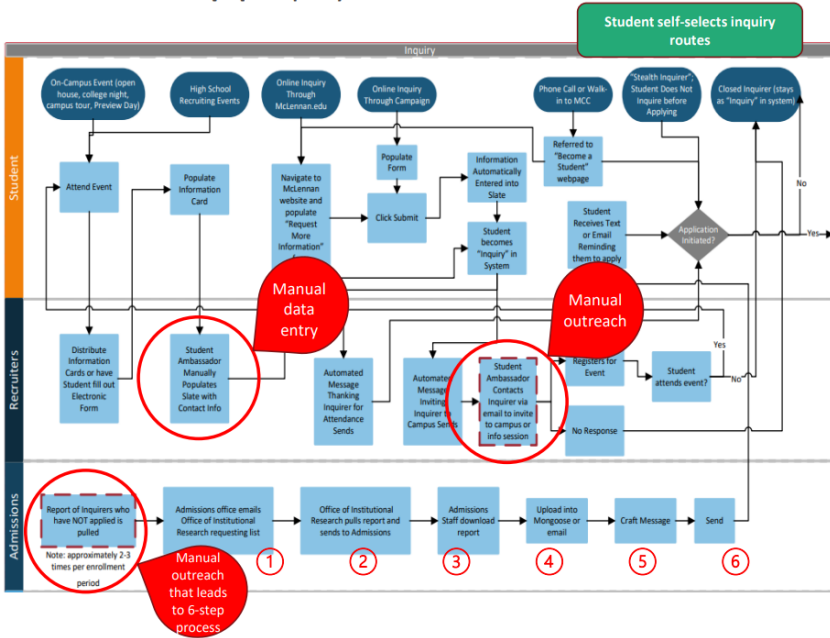 Student self-selects inquiry
routes
Inquiry
Student
On-Campus Event (open
house, college night,
campus tour, Preview Day)
High School
Recruiting Events
Online Inquiry
Through
McLennan.edu
Online Inquiry
Through Campaign
Phone Call or Walk-
in to MCC
"Stealth Inquirer";
Student Does Not
Inquire before
Applying
Closed Inquirer (stays
as "Inquiry" in system)
Attend Event
Populate
Information
Card
Navigate to
McLennan
website and
populate
"Request
More
Information"
Populate
Form
Click Submit
Information
Automatically
Entered into
Slate
Student
becomes
"Inquiry" in
System
Referred to
"Become a
Student"
webpage
Student
Receives Text
or Email
Reminding
them to apply
Application
Initiated?
No
Yes
Manual
data
entry
Manual
outreach
Recruiters
Distribute
Information
Cards or have
Student fill out
Electronic
Form
Student
Ambassador
Manually
Populates
Slate with
Contact Info
Automated
Message
Thanking
Inquirer for
Attendance
Sends
Automated
Message
Inviting
Inquirer to
Campus Sends
Student
Ambassador
Contacts
Inquirer via
email to invite
to campus or
info session
Registers for
Event
No Response
Student
attends event?
Yes
No
Admissions
Report of Inquirers who
have NOT applied is
pulled
Note: approximately 2-3
times per enrollment
period
Admissions office emails
Office of Institutional
Research requesting list
Office of Institutional
Research pulls report and
sends to Admissions
Admissions
Staff download
report
Upload into
Mongoose or
email
Craft Message
Send
1
2
3
4
5
6
Manual
outreach
that leads
to 6-step
process